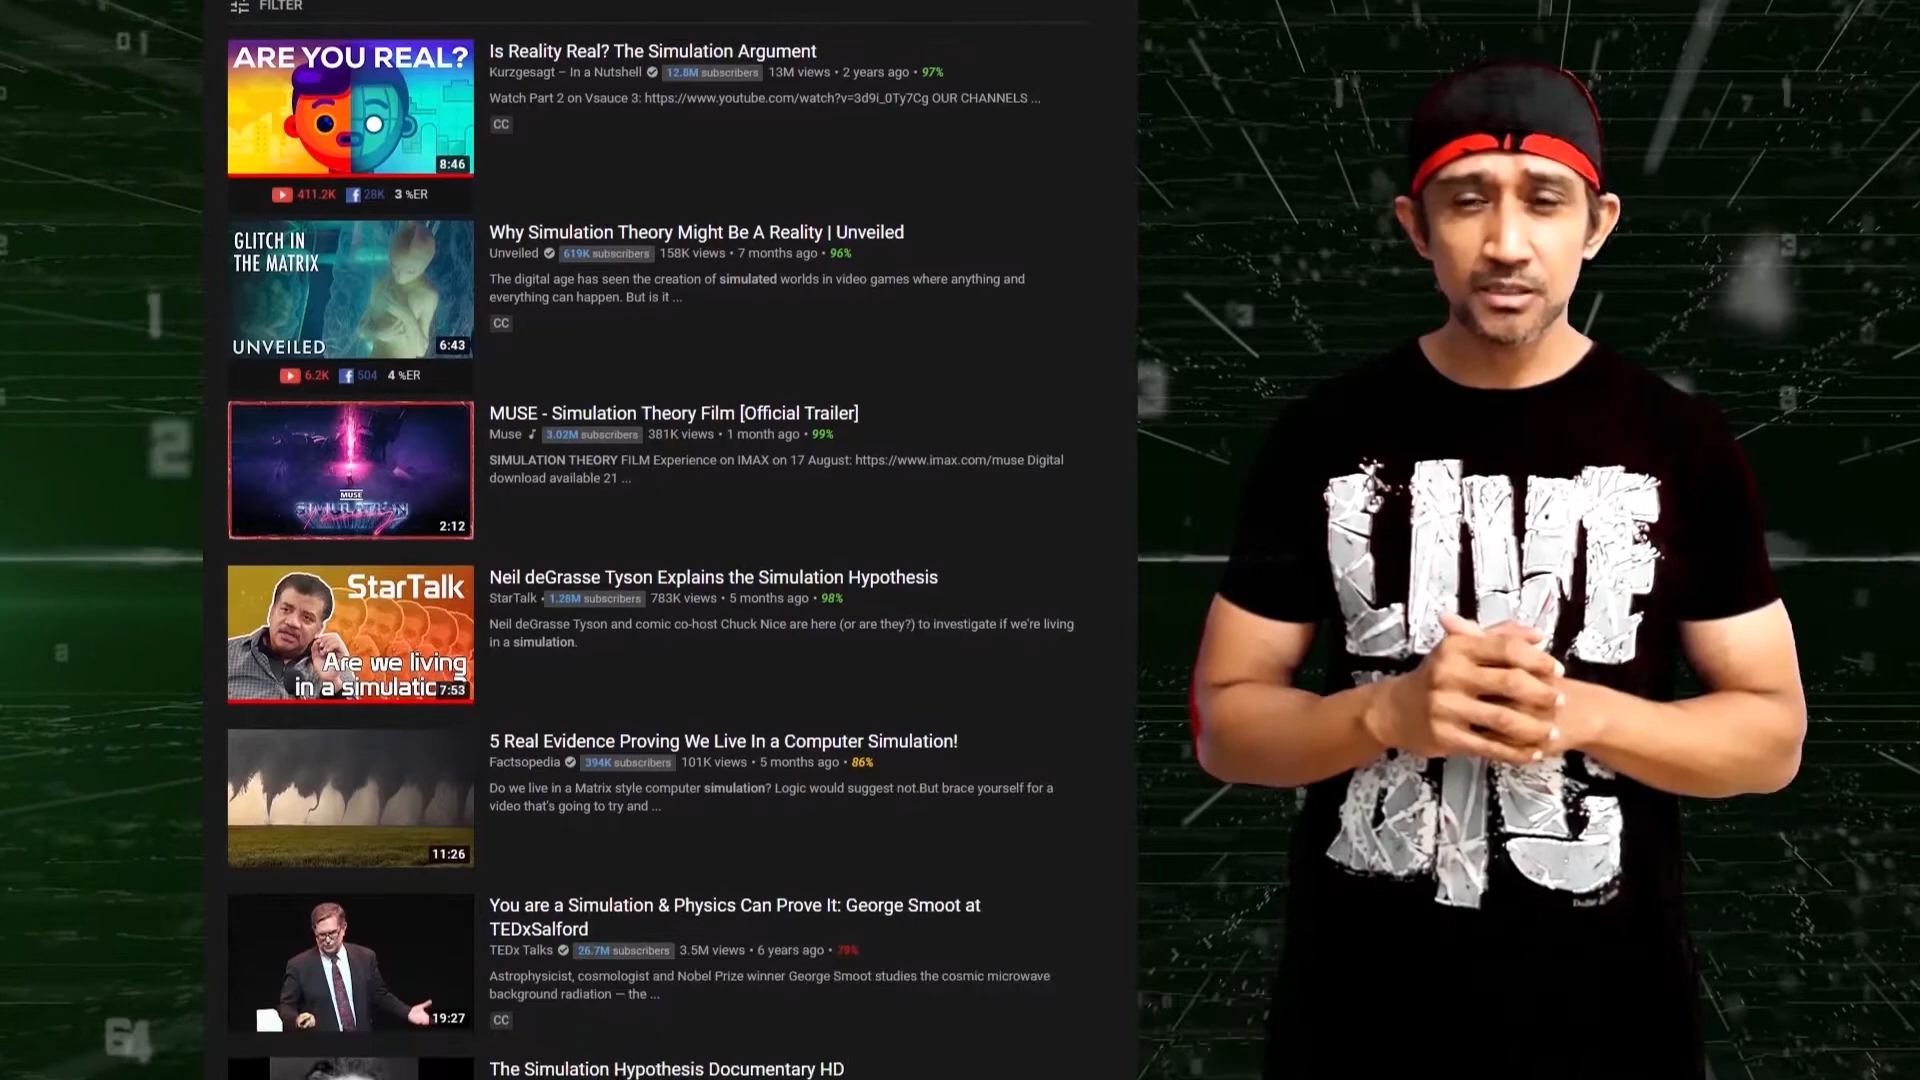 FILTER
ARE YOU REAL?
8:46
Is Reality Real? The Simulation Argument
Kurzgesagt – In a Nutshell 12.8M subscribers 13M views • 2 years ago • 97%
Watch Part 2 on Vsauce 3: https://www.youtube.com/watch?v=3d9i_0Ty7Cg OUR CHANNELS ...
CC
411.2K 28K 3 %ER
GLITCH IN
THE MATRIX
UNVEILED
6:43
Why Simulation Theory Might Be A Reality | Unveiled
Unveiled 619K subscribers 158K views • 7 months ago • 96%
The digital age has seen the creation of simulated worlds in video games where anything and
everything can happen. But is it ...
CC
6.2K 504 4 %ER
MUSE
SIMULATION
Theory
2:12
MUSE - Simulation Theory Film [Official Trailer]
Muse 3.02M subscribers 381K views • 1 month ago • 99%
SIMULATION THEORY FILM Experience on IMAX on 17 August: https://www.imax.com/muse Digital
download available 21 ...
StarTalk
Are we living
in a simulatio
7:53
Neil deGrasse Tyson Explains the Simulation Hypothesis
StarTalk • 1.28M subscribers 783K views • 5 months ago • 98%
Neil deGrasse Tyson and comic co-host Chuck Nice are here (or are they?) to investigate if we're living
in a simulation.
11:26
5 Real Evidence Proving We Live In a Computer Simulation!
Factsopedia 394K subscribers 101K views • 5 months ago • 86%
Do we live in a Matrix style computer simulation? Logic would suggest not.But brace yourself for a
video that's going to try and ...
19:27
You are a Simulation & Physics Can Prove It: George Smoot at
TEDxSalford
TEDx Talks 26.7M subscribers 3.5M views • 6 years ago • 79%
Astrophysicist, cosmologist and Nobel Prize winner George Smoot studies the cosmic microwave
background radiation — the ...
CC
The Simulation Hypothesis Documentary HD
LIVE